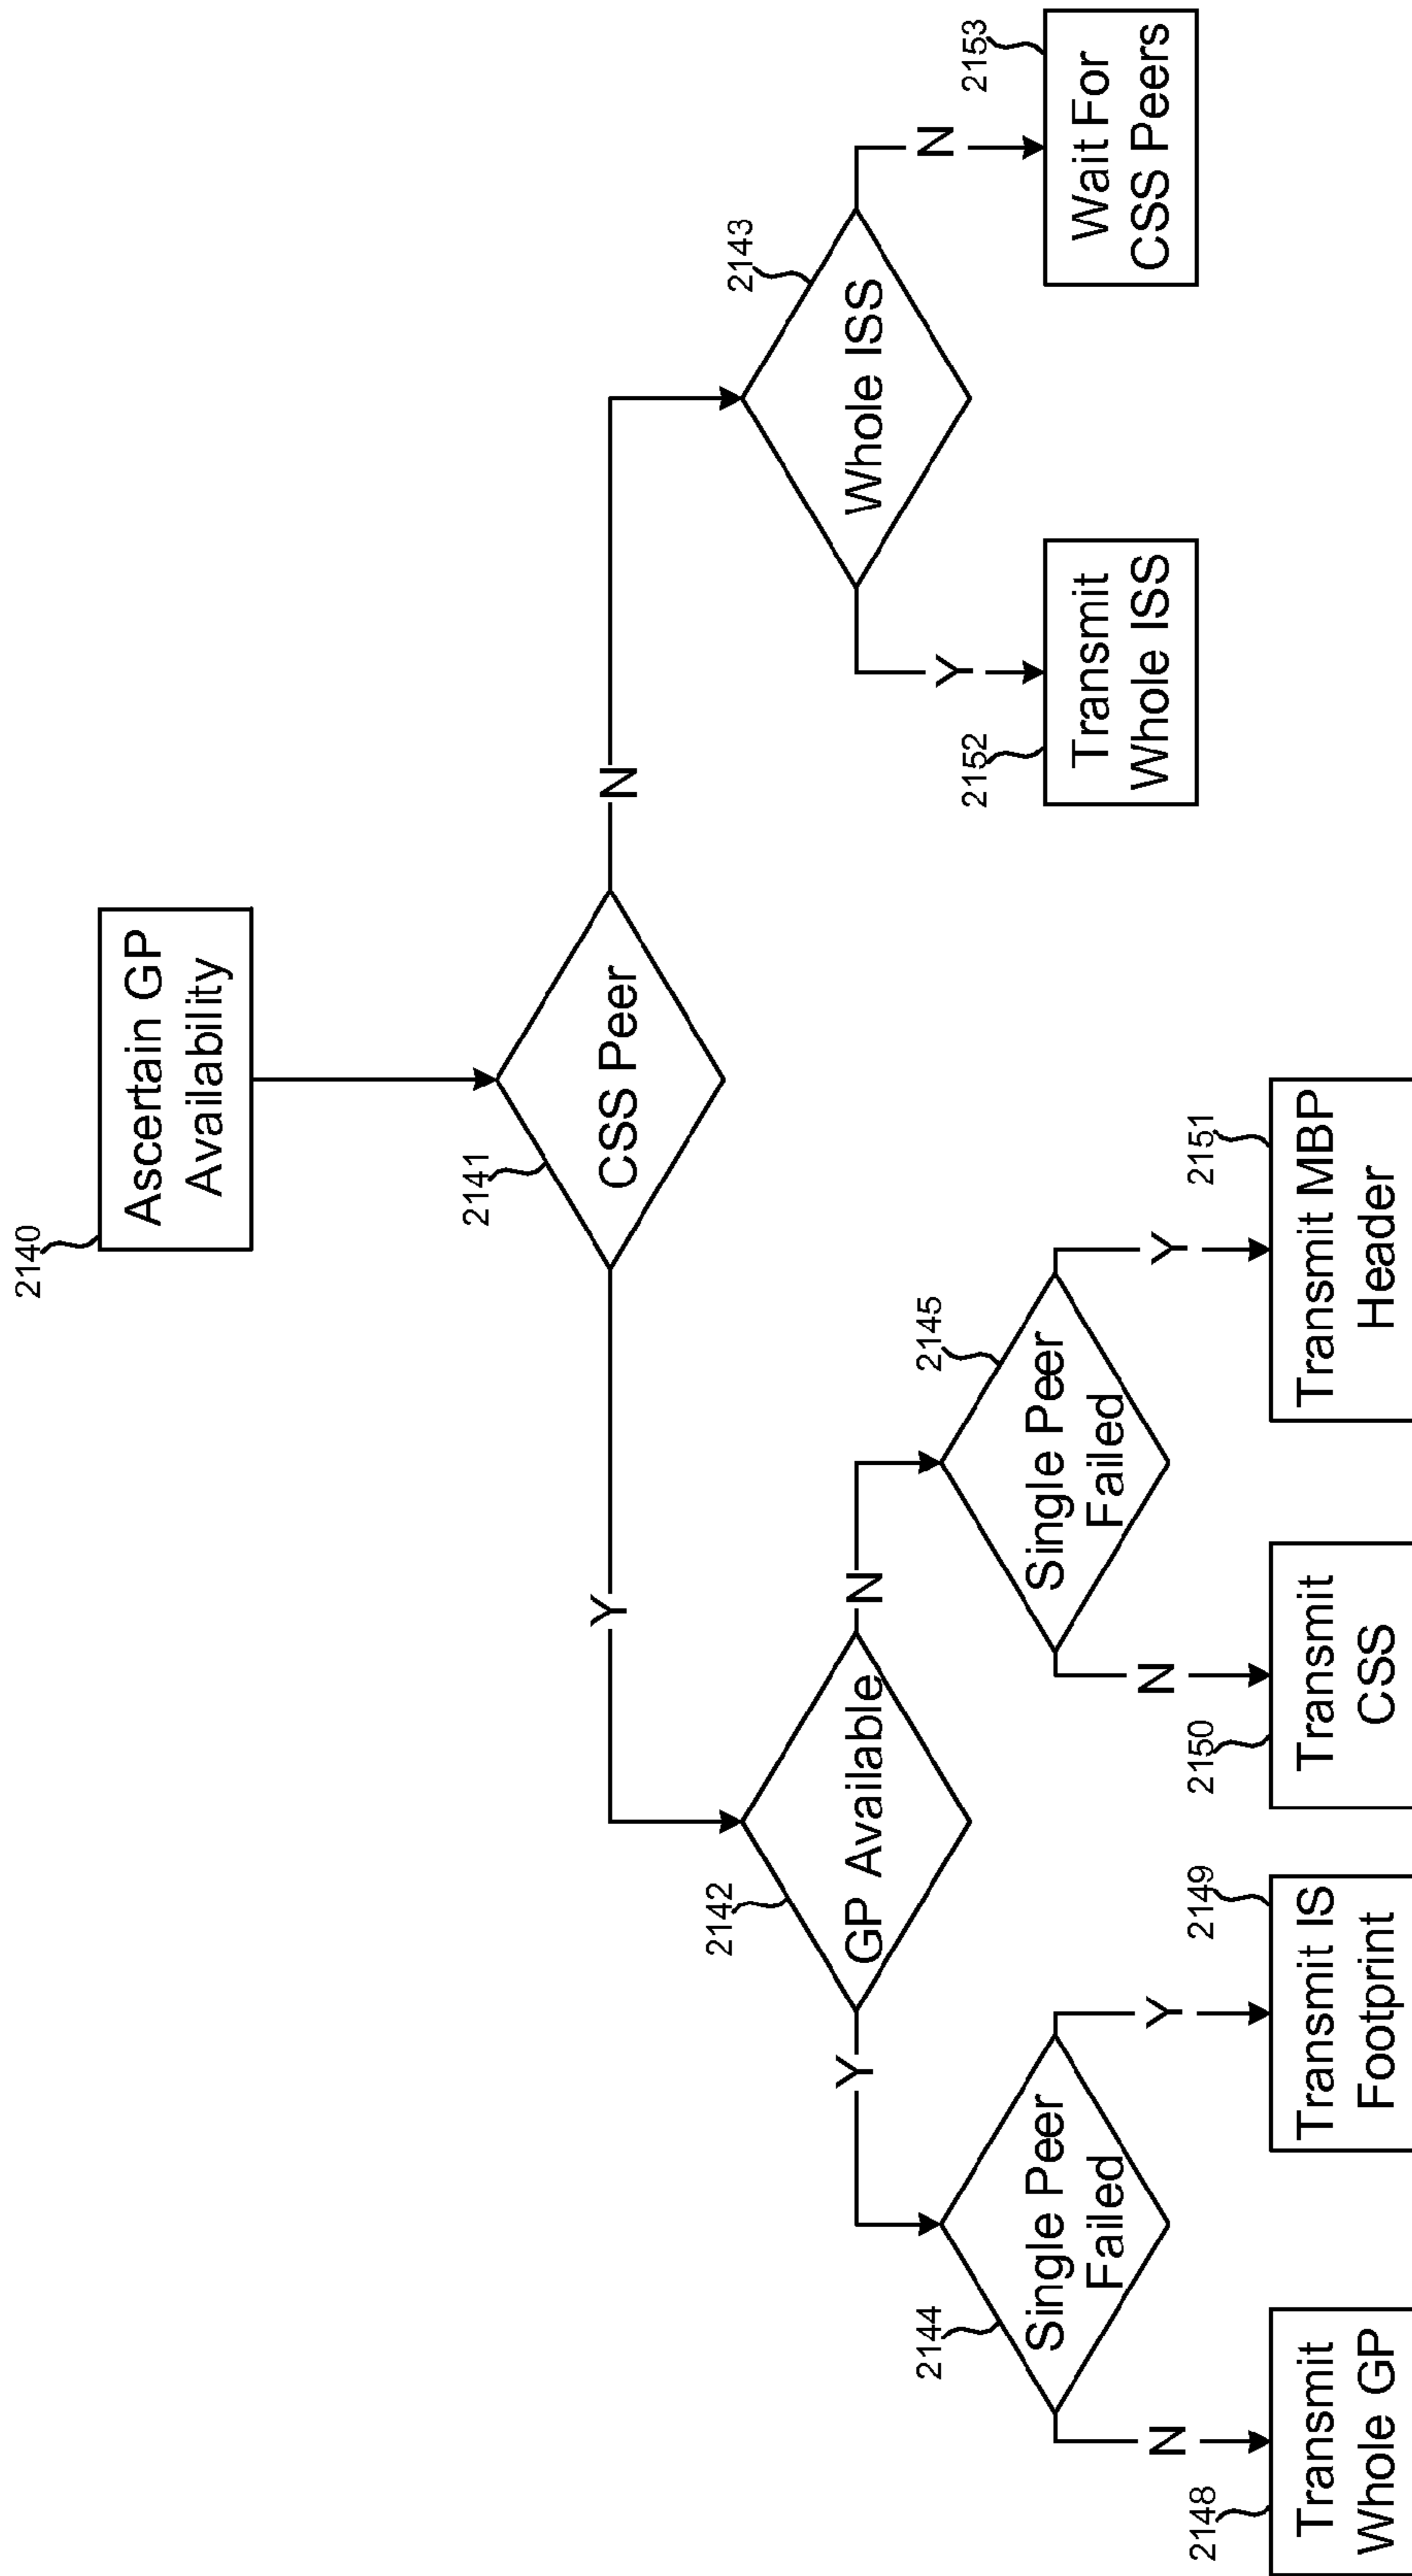 2140
Ascertain GP
Availability
2141
CSS Peer
Y
N
2142
GP Available
2143
Whole ISS
Y
N
Y
N
2144
Single Peer
Failed
2145
Single Peer
Failed
2152
Transmit
Whole ISS
2153
Wait For
CSS Peers
N
Y
N
Y
2148
Transmit
Whole GP
2149
Transmit IS
Footprint
2150
Transmit
CSS
2151
Transmit MBP
Header